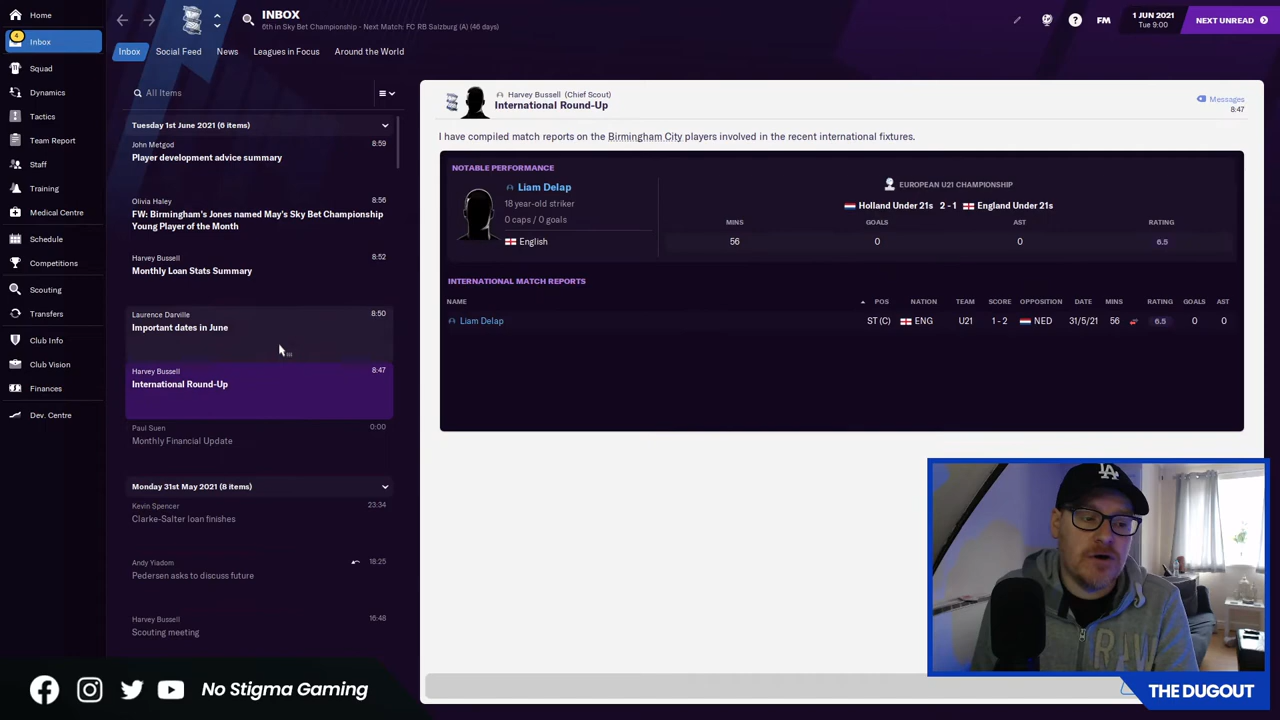 Home
4
Inbox
Squad
Dynamics
Tactics
Team Report
Staff
Training
Medical Centre
Schedule
Competitions
Scouting
Transfers
Club Info
Club Vision
Finances
Dev. Centre
INBOX
6th in Sky Bet Championship - Next Match: FC RB Salzburg (A) (46 days)
FM
1 JUN 2021
Tue 9:00
NEXT UNREAD
Inbox Social Feed News Leagues in Focus Around the World
All Items
Tuesday 1st June 2021 (6 items)
John Metgod 8:59
Player development advice summary
Olivia Haley 8:56
FW: Birmingham's Jones named May's Sky Bet Championship
Young Player of the Month
Harvey Bussell 8:52
Monthly Loan Stats Summary
Laurence Darville 8:50
Important dates in June
Harvey Bussell 8:47
International Round-Up
Paul Suen 0:00
Monthly Financial Update
Monday 31st May 2021 (8 items)
Kevin Spencer 23:34
Clarke-Salter loan finishes
Andy Yiadom 18:25
Pedersen asks to discuss future
Harvey Bussell 16:48
Scouting meeting
Harvey Bussell (Chief Scout)
International Round-Up
Messages
8:47
I have compiled match reports on the Birmingham City players involved in the recent international fixtures.
NOTABLE PERFORMANCE
Liam Delap
18 year-old striker
0 caps / 0 goals
English
EUROPEAN U21 CHAMPIONSHIP
Holland Under 21s 2 - 1 England Under 21s
MINS GOALS AST RATING
56 0 0 6.5
INTERNATIONAL MATCH REPORTS
NAME POS NATION TEAM SCORE OPPOSITION DATE MINS RATING GOALS AST
Liam Delap ST (C) ENG U21 1 - 2 NED 31/5/21 56 6.5 0 0
LA
No Stigma Gaming
THE DUGOUT